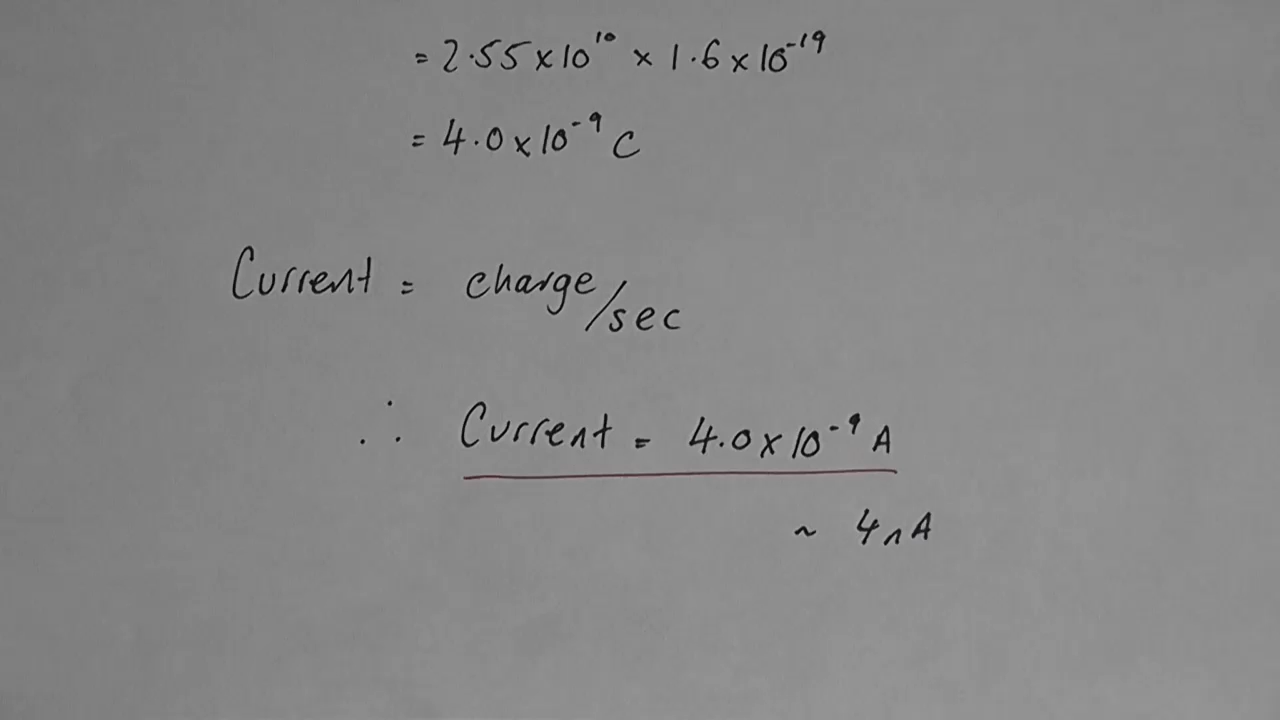 = 2.55 x 10¹⁰ x 1.6 x 10⁻¹⁹
= 4.0 x 10⁻⁹ C
Current = charge/sec
∴ Current = 4.0 x 10⁻⁹ A
~ 4nA